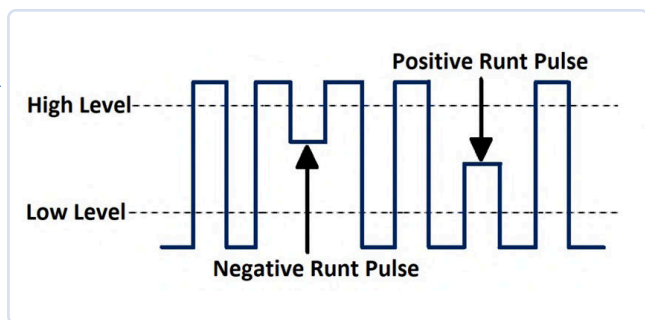 Positive Runt Pulse
High Level
Low Level
Negative Runt Pulse